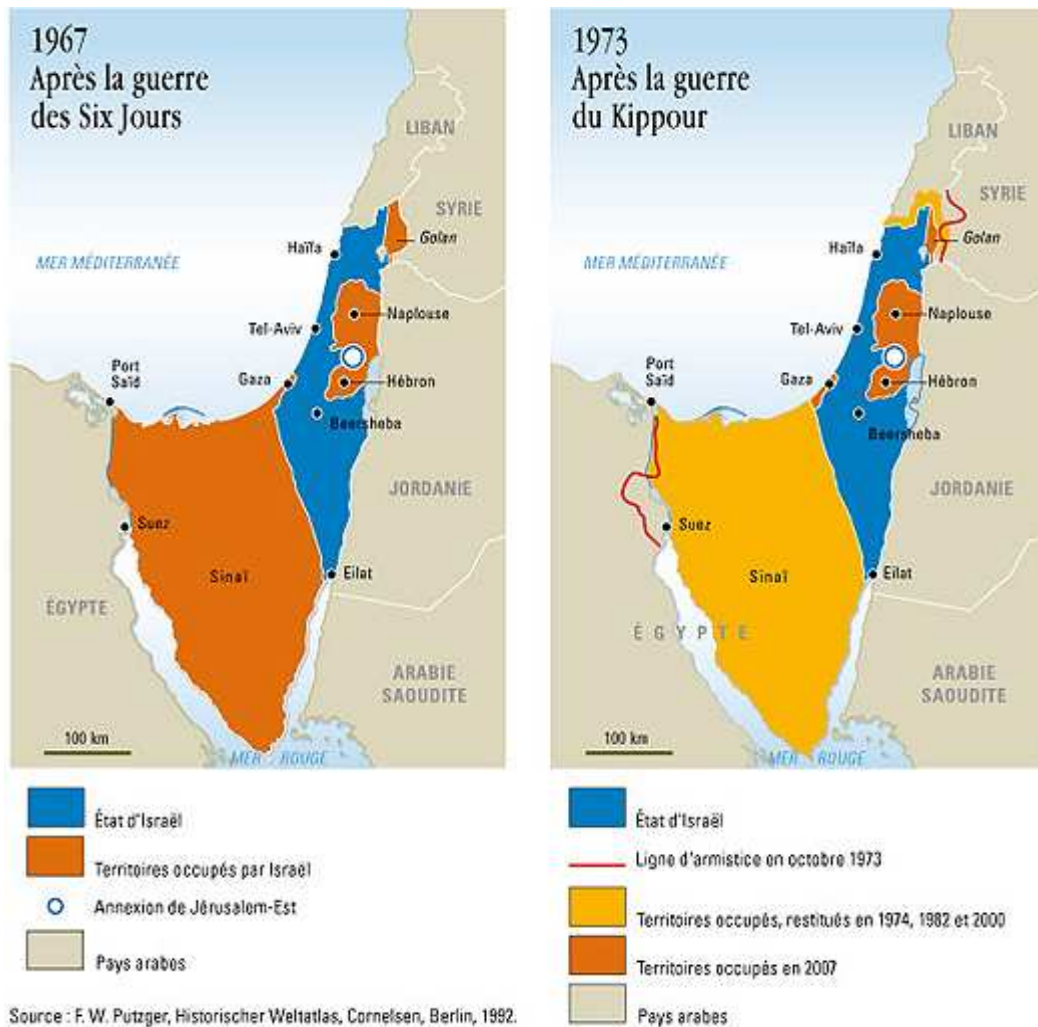 1967
Après la guerre
des Six Jours
LIBAN
SYRIE
Golan
Haïfa
MER MÉDITERRANÉE
Naplouse
Tel-Aviv
Port
Saïd
Gaza
Hébron
Beersheba
JORDANIE
Suez
Sinaï
Eilat
ÉGYPTE
ARABIE
SAOUDITE
100 km
MER ROUGE
État d'Israël
Territoires occupés par Israël
Annexion de Jérusalem-Est
Pays arabes
Source : F. W. Putzger, Historischer Weltatlas, Cornelsen, Berlin, 1992.
1973
Après la guerre
du Kippour
LIBAN
SYRIE
Golan
Haïfa
MER MÉDITERRANÉE
Naplouse
Tel-Aviv
Port
Saïd
Gaza
Hébron
Beersheba
JORDANIE
Suez
Sinaï
Eilat
ÉGYPTE
ARABIE
SAOUDITE
100 km
MER ROUGE
État d'Israël
Ligne d'armistice en octobre 1973
Territoires occupés, restitués en 1974, 1982 et 2000
Territoires occupés en 2007
Pays arabes